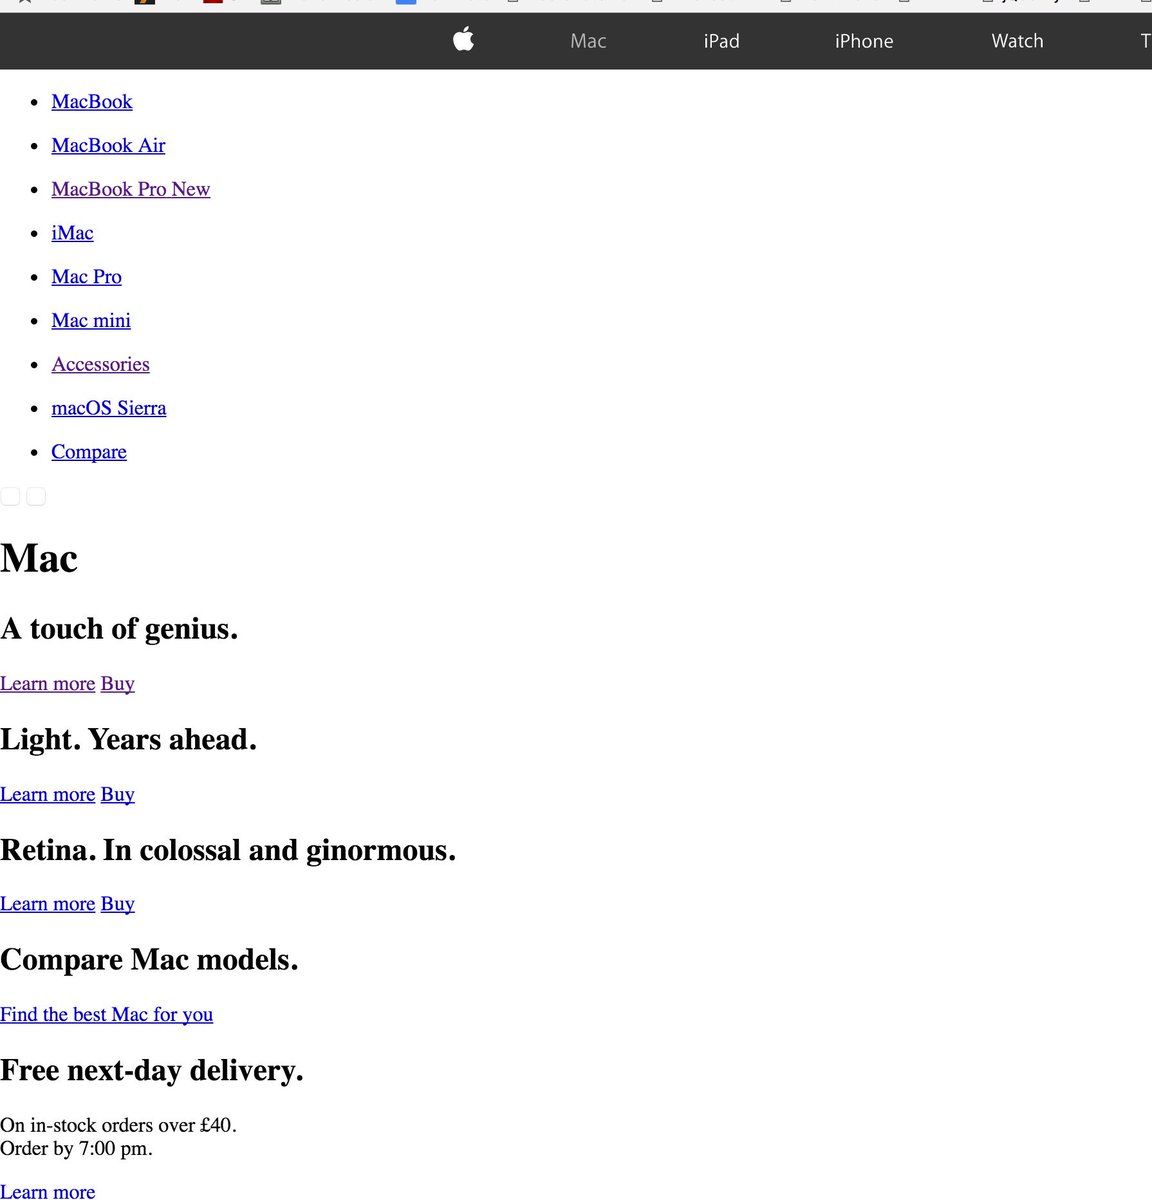 Mac iPad iPhone Watch T
MacBook
MacBook Air
MacBook Pro New
iMac
Mac Pro
Mac mini
Accessories
macOS Sierra
Compare
Mac
A touch of genius.
Learn more Buy
Light. Years ahead.
Learn more Buy
Retina. In colossal and ginormous.
Learn more Buy
Compare Mac models.
Find the best Mac for you
Free next-day delivery.
On in-stock orders over £40.
Order by 7:00 pm.
Learn more